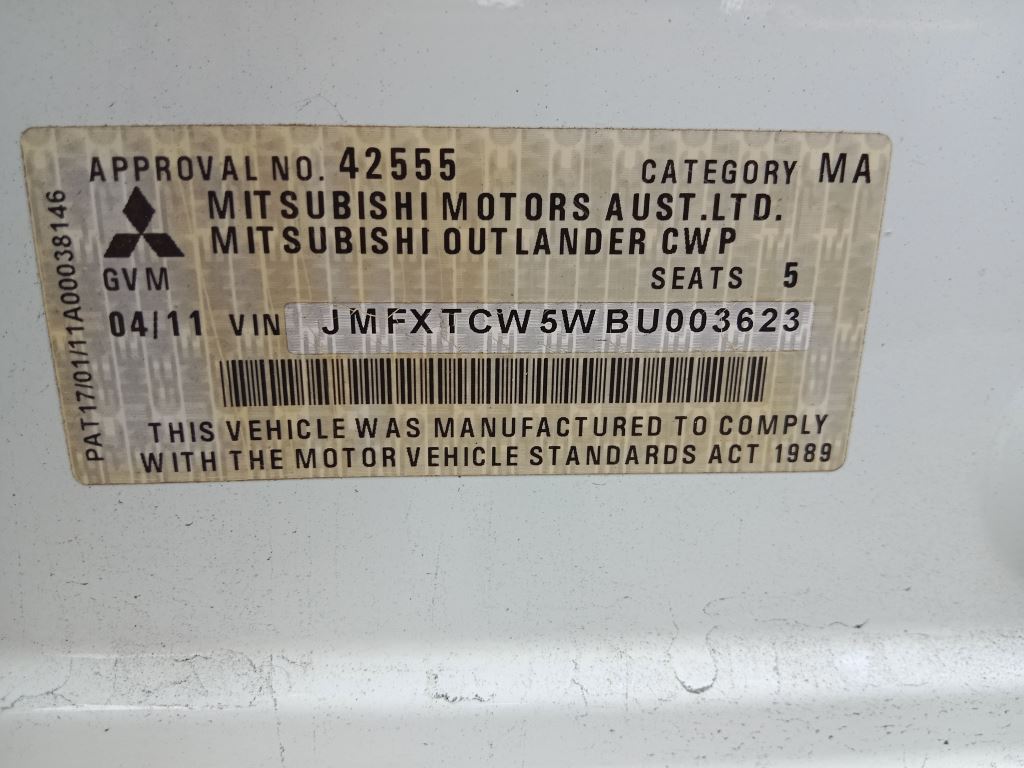 APPROVAL NO. 42555 CATEGORY MA
MITSUBISHI MOTORS AUST.LTD.
MITSUBISHI OUTLANDER CWP
GVM SEATS 5
04/11 VIN JMFXTCW5WBU003623
THIS VEHICLE WAS MANUFACTURED TO COMPLY
WITH THE MOTOR VEHICLE STANDARDS ACT 1989
PAT17/01/11A00038146